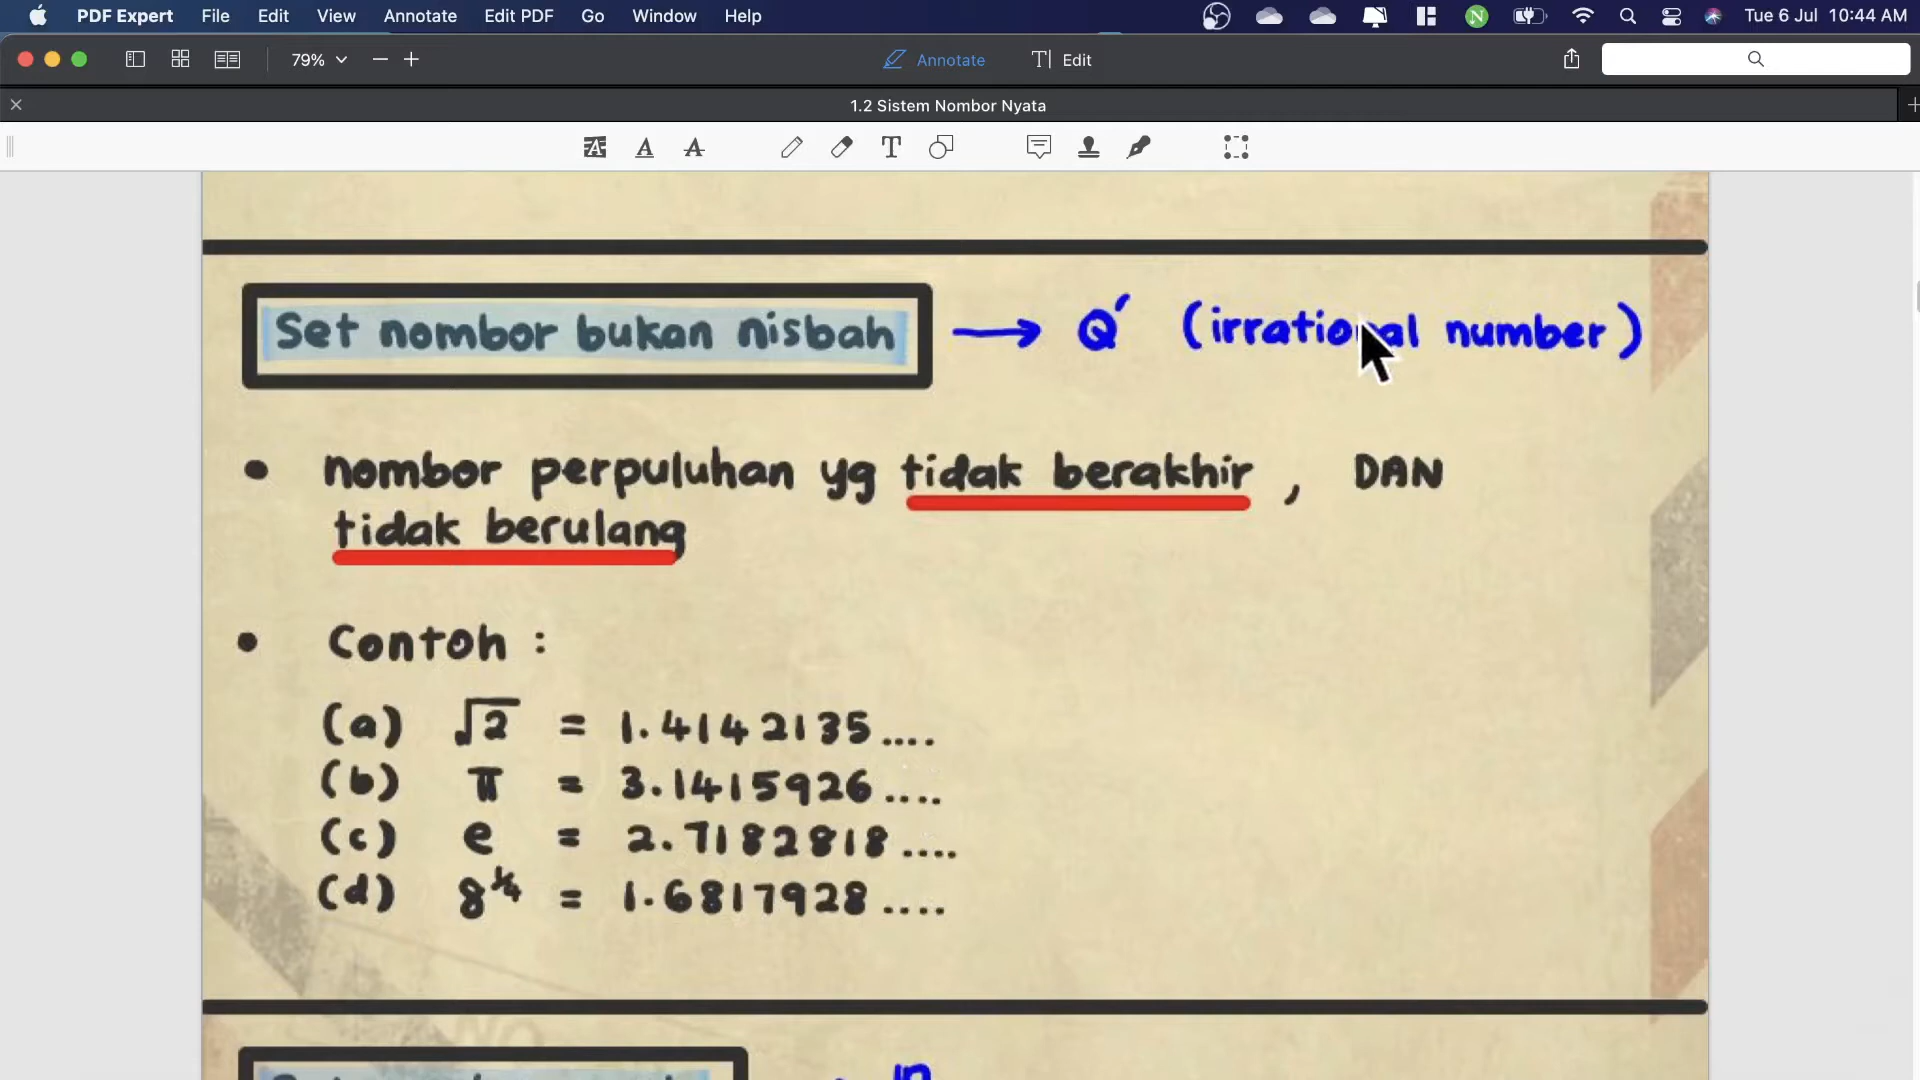 PDF Expert File Edit View Annotate Edit PDF Go Window Help Tue 6 Jul 10:44 AM
79% Annotate T Edit
1.2 Sistem Nombor Nyata
Set nombor bukan nisbah → Q' (irrational number)
• nombor perpuluhan yg tidak berakhir , DAN
tidak berulang
• Contoh :
(a) √2 = 1.4142135....
(b) π = 3.1415926....
(c) e = 2.7182818....
(d) 8^¼ = 1.6817928....